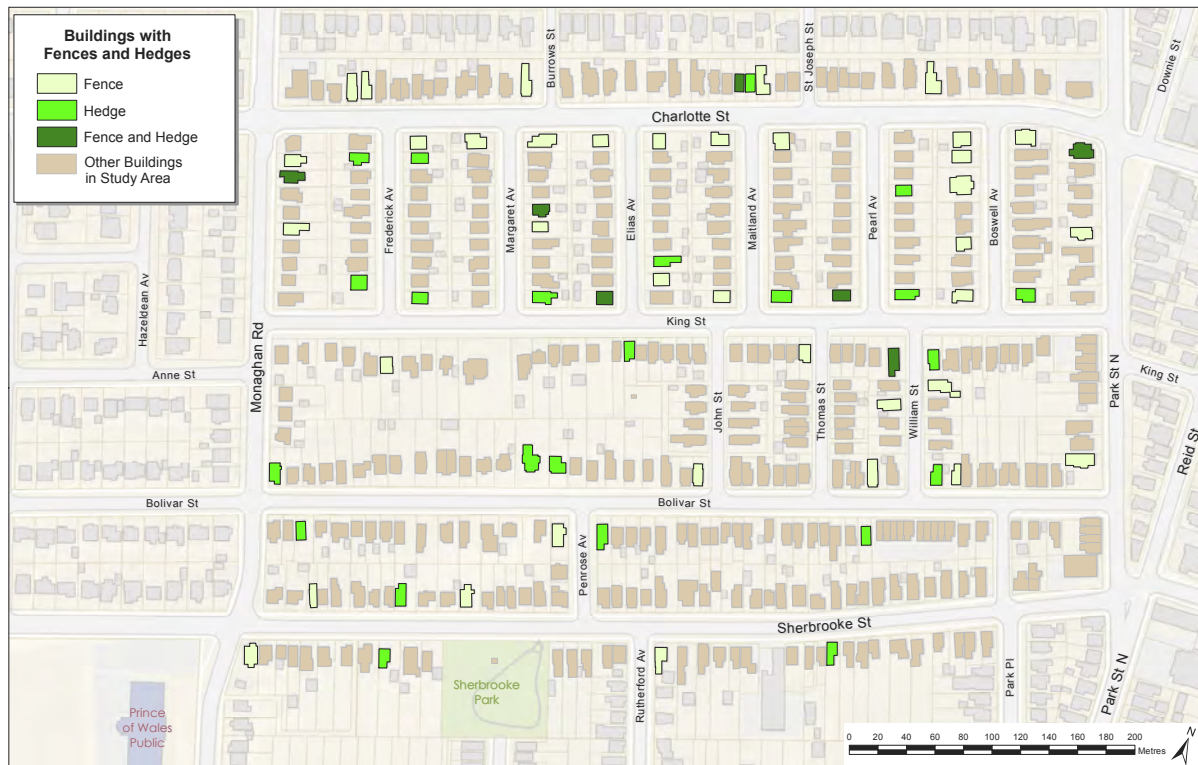 Buildings with
Fences and Hedges
Fence
Hedge
Fence and Hedge
Other Buildings
in Study Area
Burrows St
St Joseph St
Downie St
Charlotte St
Hazeldean Av
Frederick Av
Margaret Av
Elias Av
Maitland Av
Pearl Av
Boswell Av
King St
Monaghan Rd
Anne St
John St
Thomas St
William St
Park St N
King St
Reid St
Bolivar St
Bolivar St
Penrose Av
Sherbrooke St
Rutherford Av
Park Pl
Park St N
Sherbrooke
Park
Prince
of Wales
Public
0 20 40 60 80 100 120 140 160 180 200
Metres
N